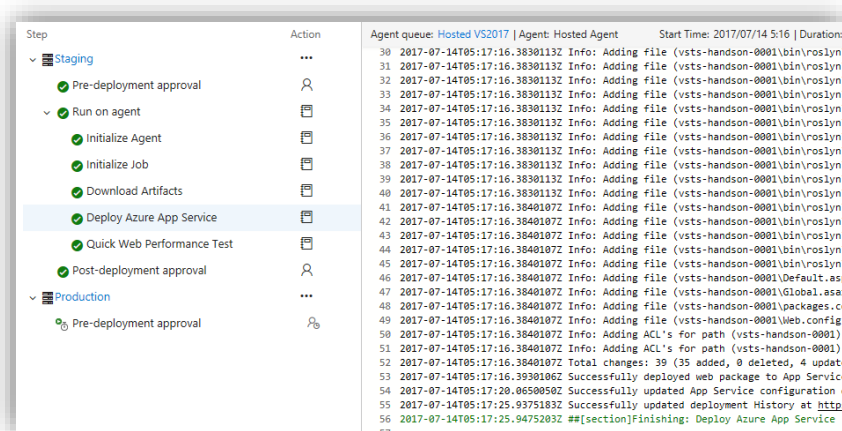 Step Action
Staging ...
Pre-deployment approval
Run on agent
Initialize Agent
Initialize Job
Download Artifacts
Deploy Azure App Service
Quick Web Performance Test
Post-deployment approval
Production ...
Pre-deployment approval
Agent queue: Hosted VS2017 | Agent: Hosted Agent Start Time: 2017/07/14 5:16 | Duration:
30 2017-07-14T05:17:16.3830113Z Info: Adding file (vsts-handson-0001\bin\roslyn
31 2017-07-14T05:17:16.3830113Z Info: Adding file (vsts-handson-0001\bin\roslyn
32 2017-07-14T05:17:16.3830113Z Info: Adding file (vsts-handson-0001\bin\roslyn
33 2017-07-14T05:17:16.3830113Z Info: Adding file (vsts-handson-0001\bin\roslyn
34 2017-07-14T05:17:16.3830113Z Info: Adding file (vsts-handson-0001\bin\roslyn
35 2017-07-14T05:17:16.3830113Z Info: Adding file (vsts-handson-0001\bin\roslyn
36 2017-07-14T05:17:16.3830113Z Info: Adding file (vsts-handson-0001\bin\roslyn
37 2017-07-14T05:17:16.3830113Z Info: Adding file (vsts-handson-0001\bin\roslyn
38 2017-07-14T05:17:16.3830113Z Info: Adding file (vsts-handson-0001\bin\roslyn
39 2017-07-14T05:17:16.3830113Z Info: Adding file (vsts-handson-0001\bin\roslyn
40 2017-07-14T05:17:16.3830113Z Info: Adding file (vsts-handson-0001\bin\roslyn
41 2017-07-14T05:17:16.3840107Z Info: Adding file (vsts-handson-0001\bin\roslyn
42 2017-07-14T05:17:16.3840107Z Info: Adding file (vsts-handson-0001\bin\roslyn
43 2017-07-14T05:17:16.3840107Z Info: Adding file (vsts-handson-0001\bin\roslyn
44 2017-07-14T05:17:16.3840107Z Info: Adding file (vsts-handson-0001\bin\roslyn
45 2017-07-14T05:17:16.3840107Z Info: Adding file (vsts-handson-0001\bin\roslyn
46 2017-07-14T05:17:16.3840107Z Info: Adding file (vsts-handson-0001\Default.as
47 2017-07-14T05:17:16.3840107Z Info: Adding file (vsts-handson-0001\Global.asa
48 2017-07-14T05:17:16.3840107Z Info: Adding file (vsts-handson-0001\packages.c
49 2017-07-14T05:17:16.3840107Z Info: Adding file (vsts-handson-0001\Web.config
50 2017-07-14T05:17:16.3840107Z Info: Adding ACL's for path (vsts-handson-0001)
51 2017-07-14T05:17:16.3840107Z Info: Adding ACL's for path (vsts-handson-0001)
52 2017-07-14T05:17:16.3840107Z Total changes: 39 (35 added, 0 deleted, 4 updat
53 2017-07-14T05:17:16.3930106Z Successfully deployed web package to App Servic
54 2017-07-14T05:17:20.0650050Z Successfully updated App Service configuration
55 2017-07-14T05:17:25.9375183Z Successfully updated deployment History at http
56 2017-07-14T05:17:25.9475203Z ##[section]Finishing: Deploy Azure App Service